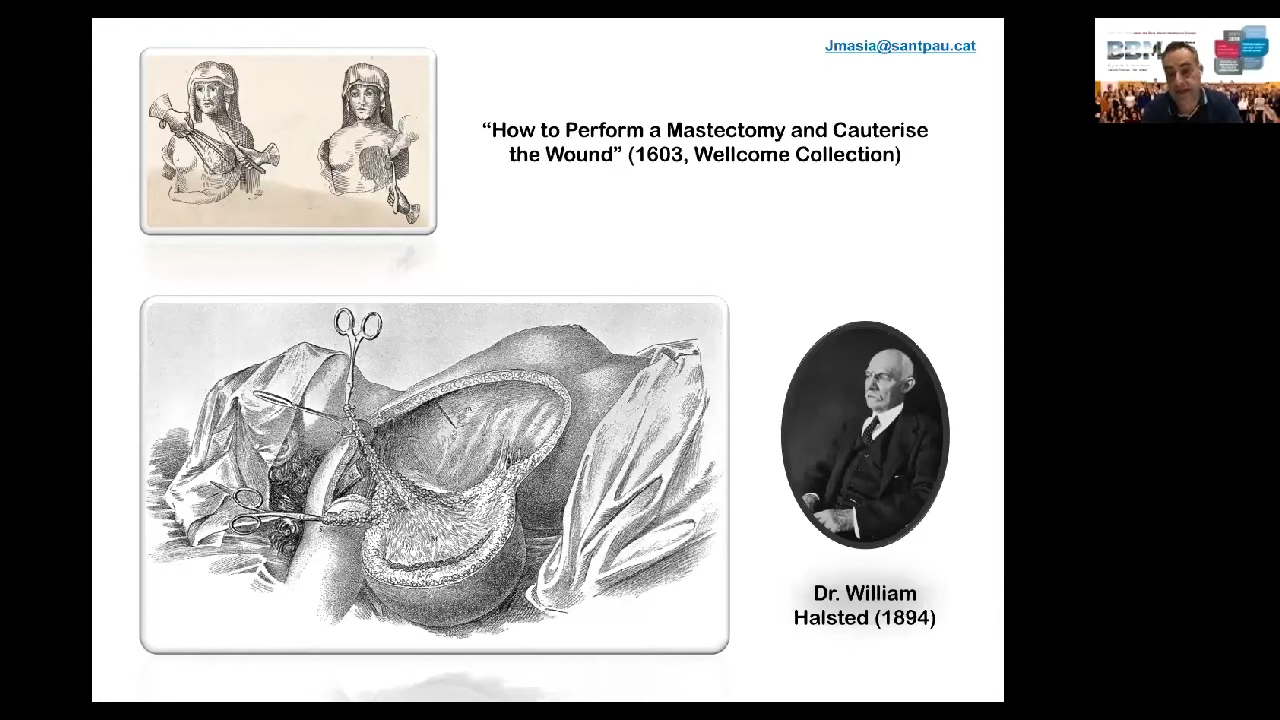 Jmasia@santpau.cat
“How to Perform a Mastectomy and Cauterise
the Wound” (1603, Wellcome Collection)
Dr. William
Halsted (1894)